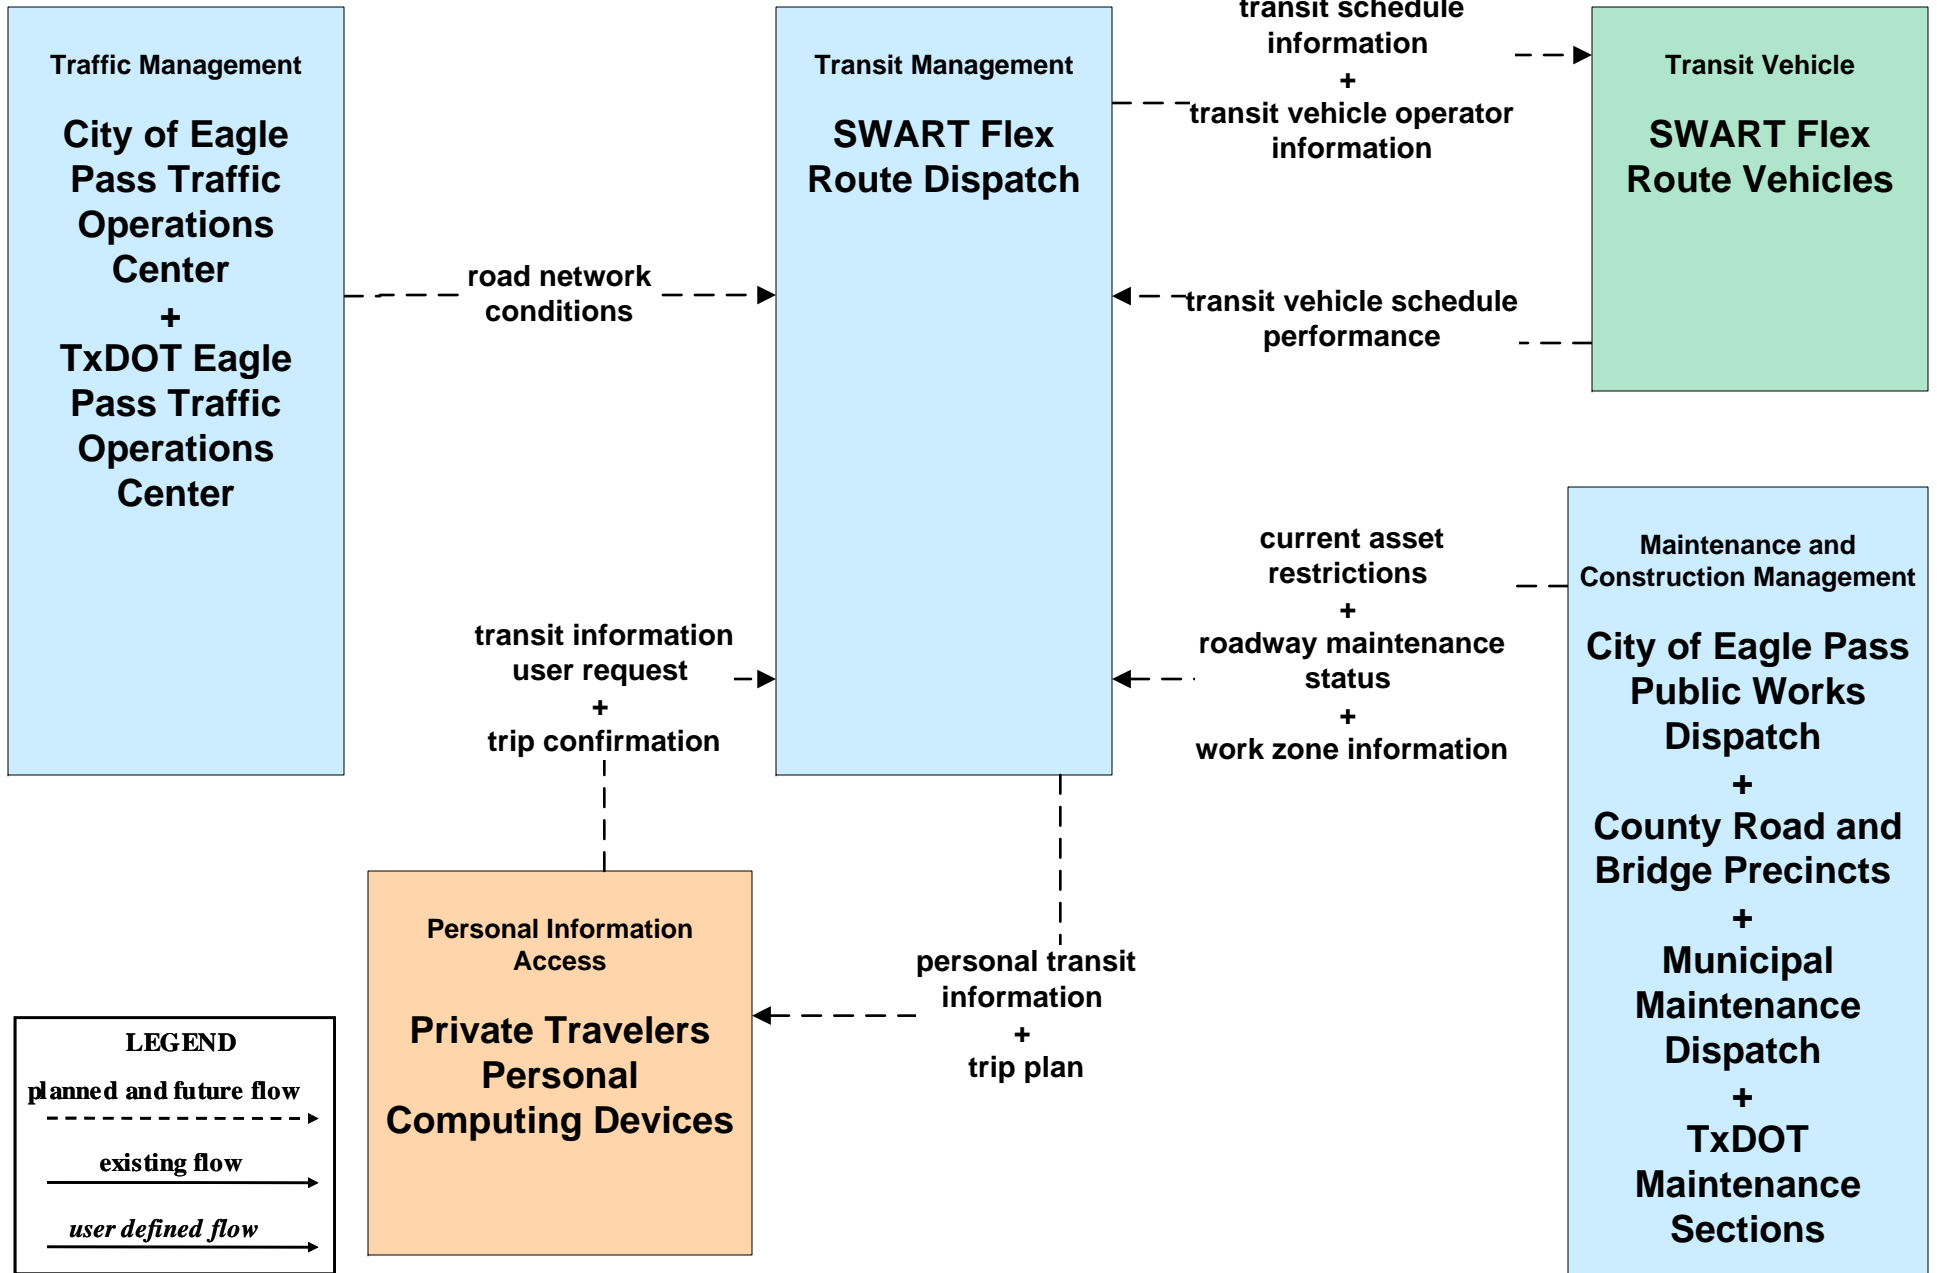 Traffic Management
City of Eagle
Pass Traffic
Operations
Center
+
TxDOT Eagle
Pass Traffic
Operations
Center
road network
conditions
Transit Management
SWART Flex
Route Dispatch
transit schedule
information
+
transit vehicle operator
information
transit vehicle schedule
performance
Transit Vehicle
SWART Flex
Route Vehicles
current asset
restrictions
+
roadway maintenance
status
+
work zone information
Maintenance and
Construction Management
City of Eagle Pass
Public Works
Dispatch
+
County Road and
Bridge Precincts
+
Municipal
Maintenance
Dispatch
+
TxDOT
Maintenance
Sections
transit information
user request
+
trip confirmation
Personal Information
Access
Private Travelers
Personal
Computing Devices
personal transit
information
+
trip plan
LEGEND
planned and future flow
existing flow
user defined flow